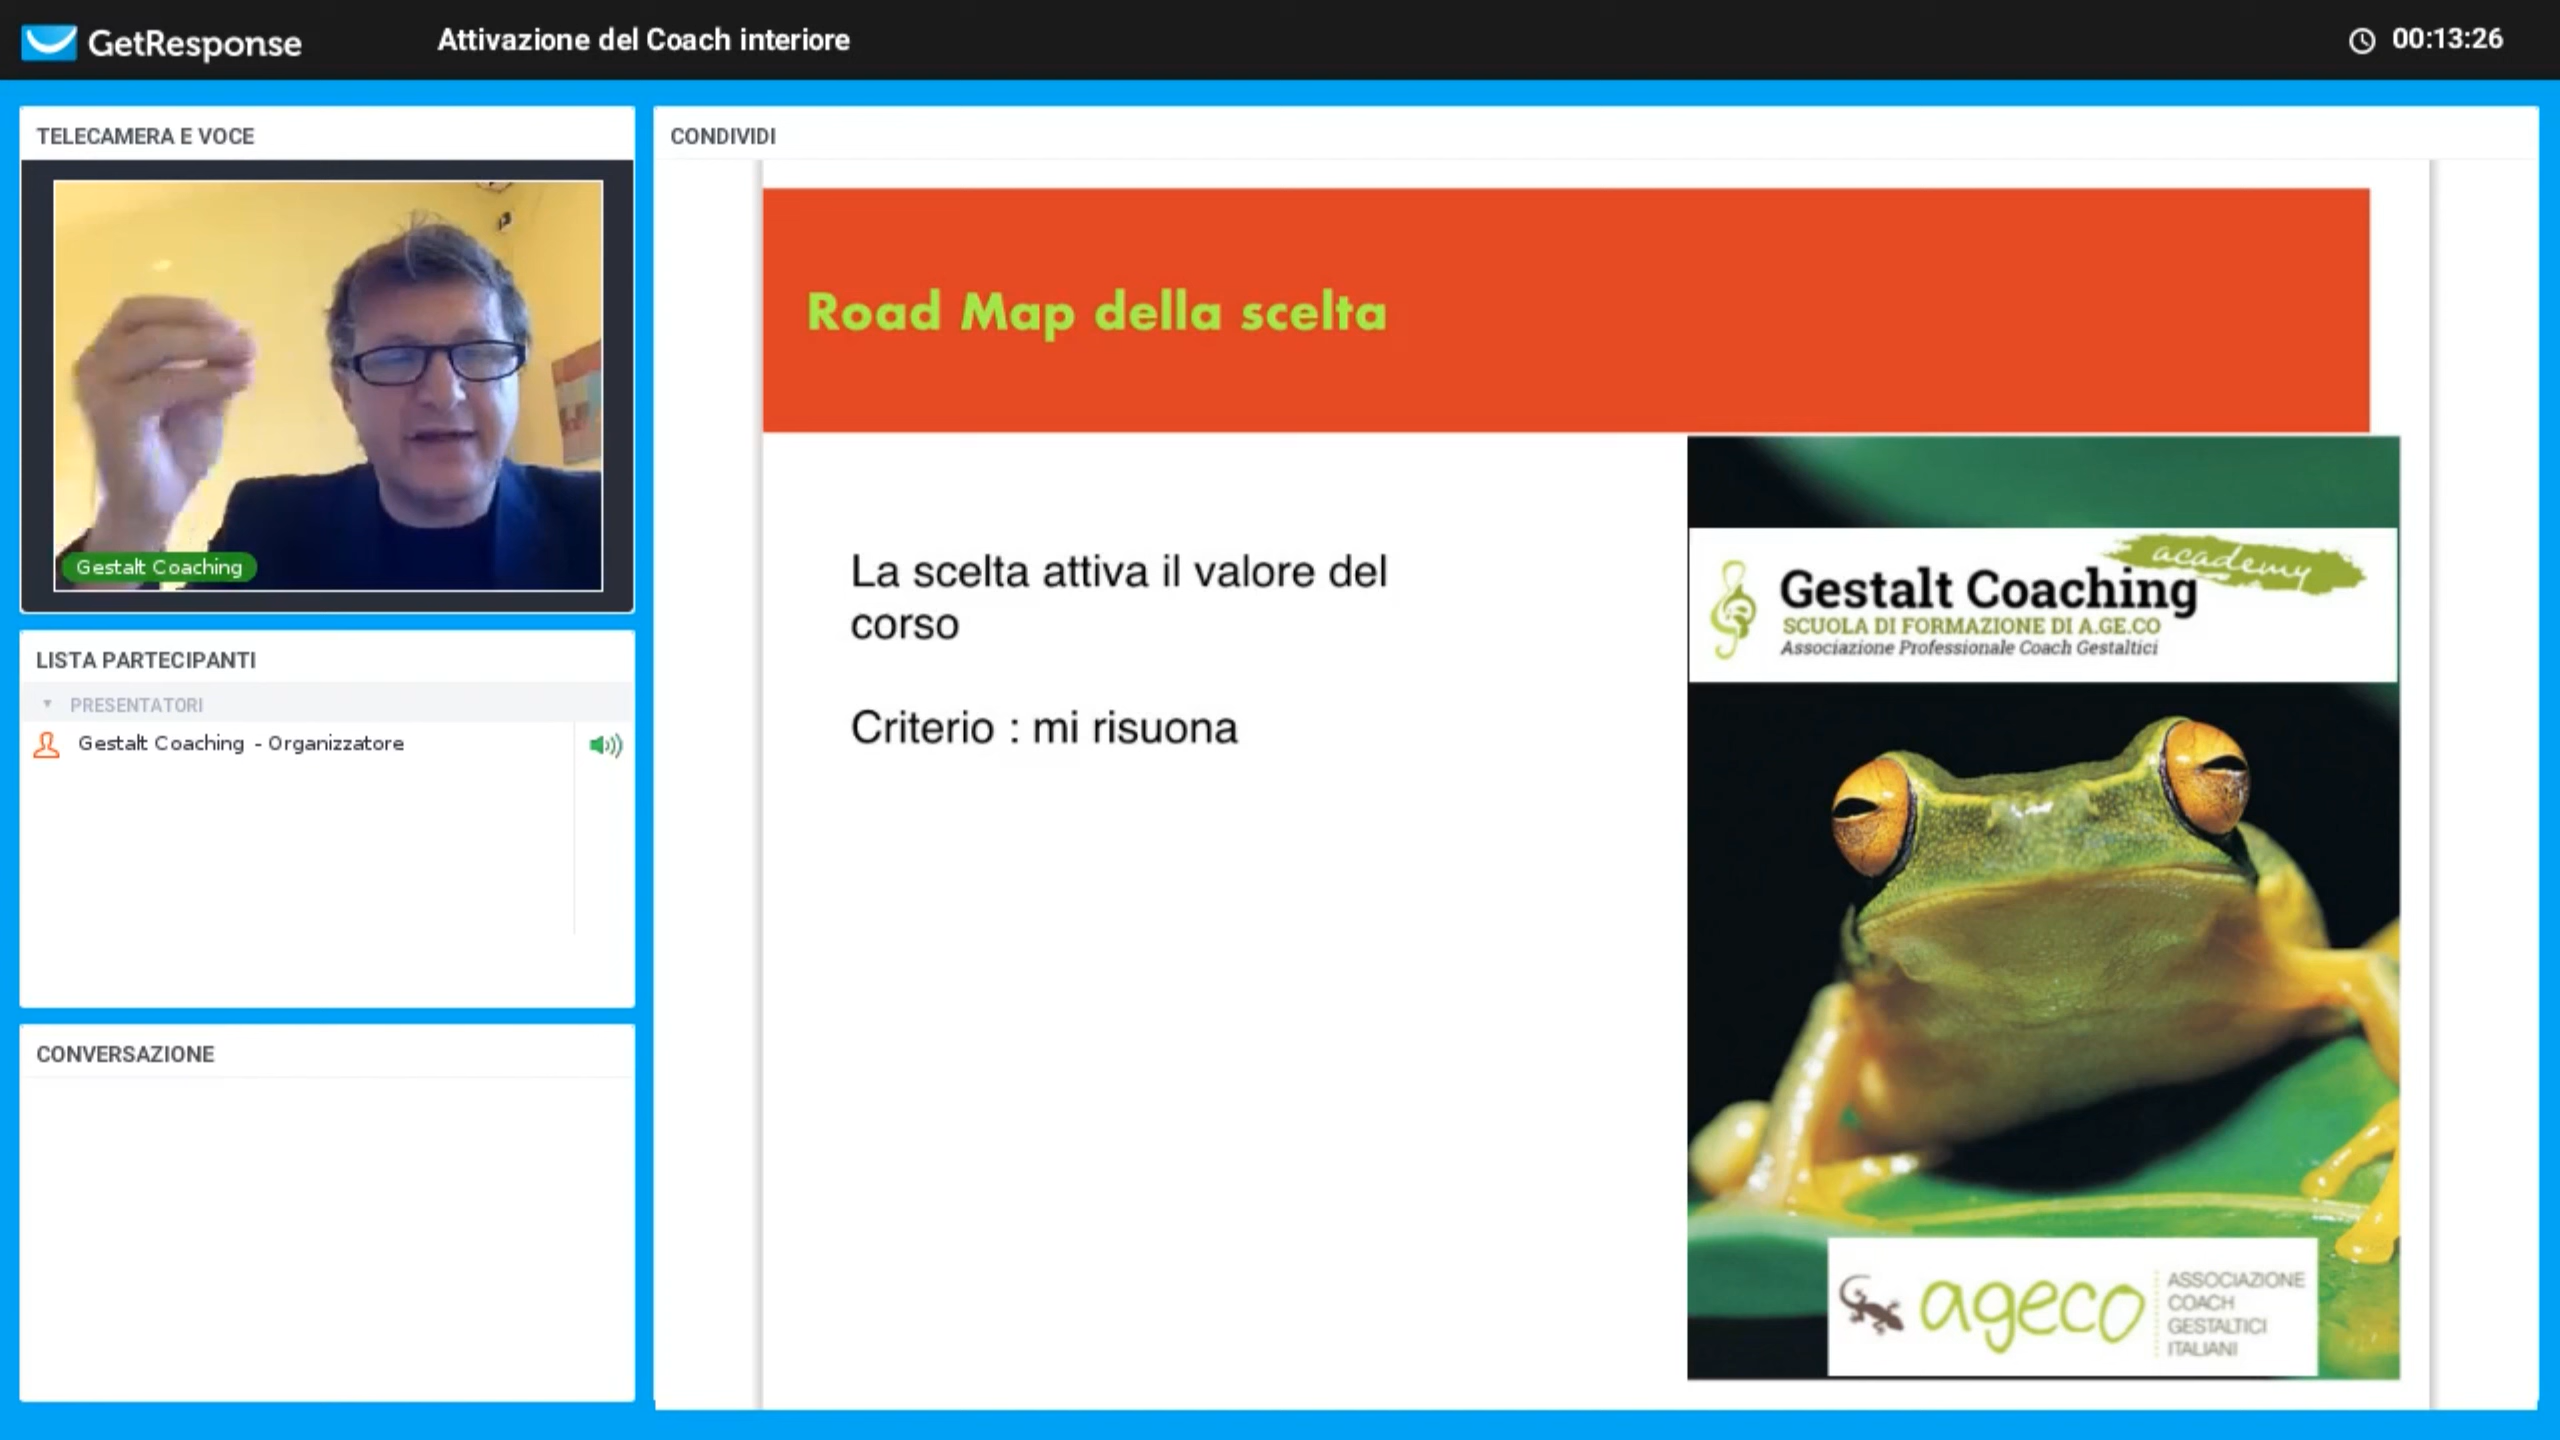 GetResponse
Attivazione del Coach interiore
00:13:26
TELECAMERA E VOCE
Gestalt Coaching
LISTA PARTECIPANTI
PRESENTATORI
Gestalt Coaching - Organizzatore
CONVERSAZIONE
CONDIVIDI
Road Map della scelta
La scelta attiva il valore del
corso
Criterio : mi risuona
academy
Gestalt Coaching
SCUOLA DI FORMAZIONE DI A.GE.CO
Associazione Professionale Coach Gestaltici
ageco
ASSOCIAZIONE
COACH
GESTALTICI
ITALIANI